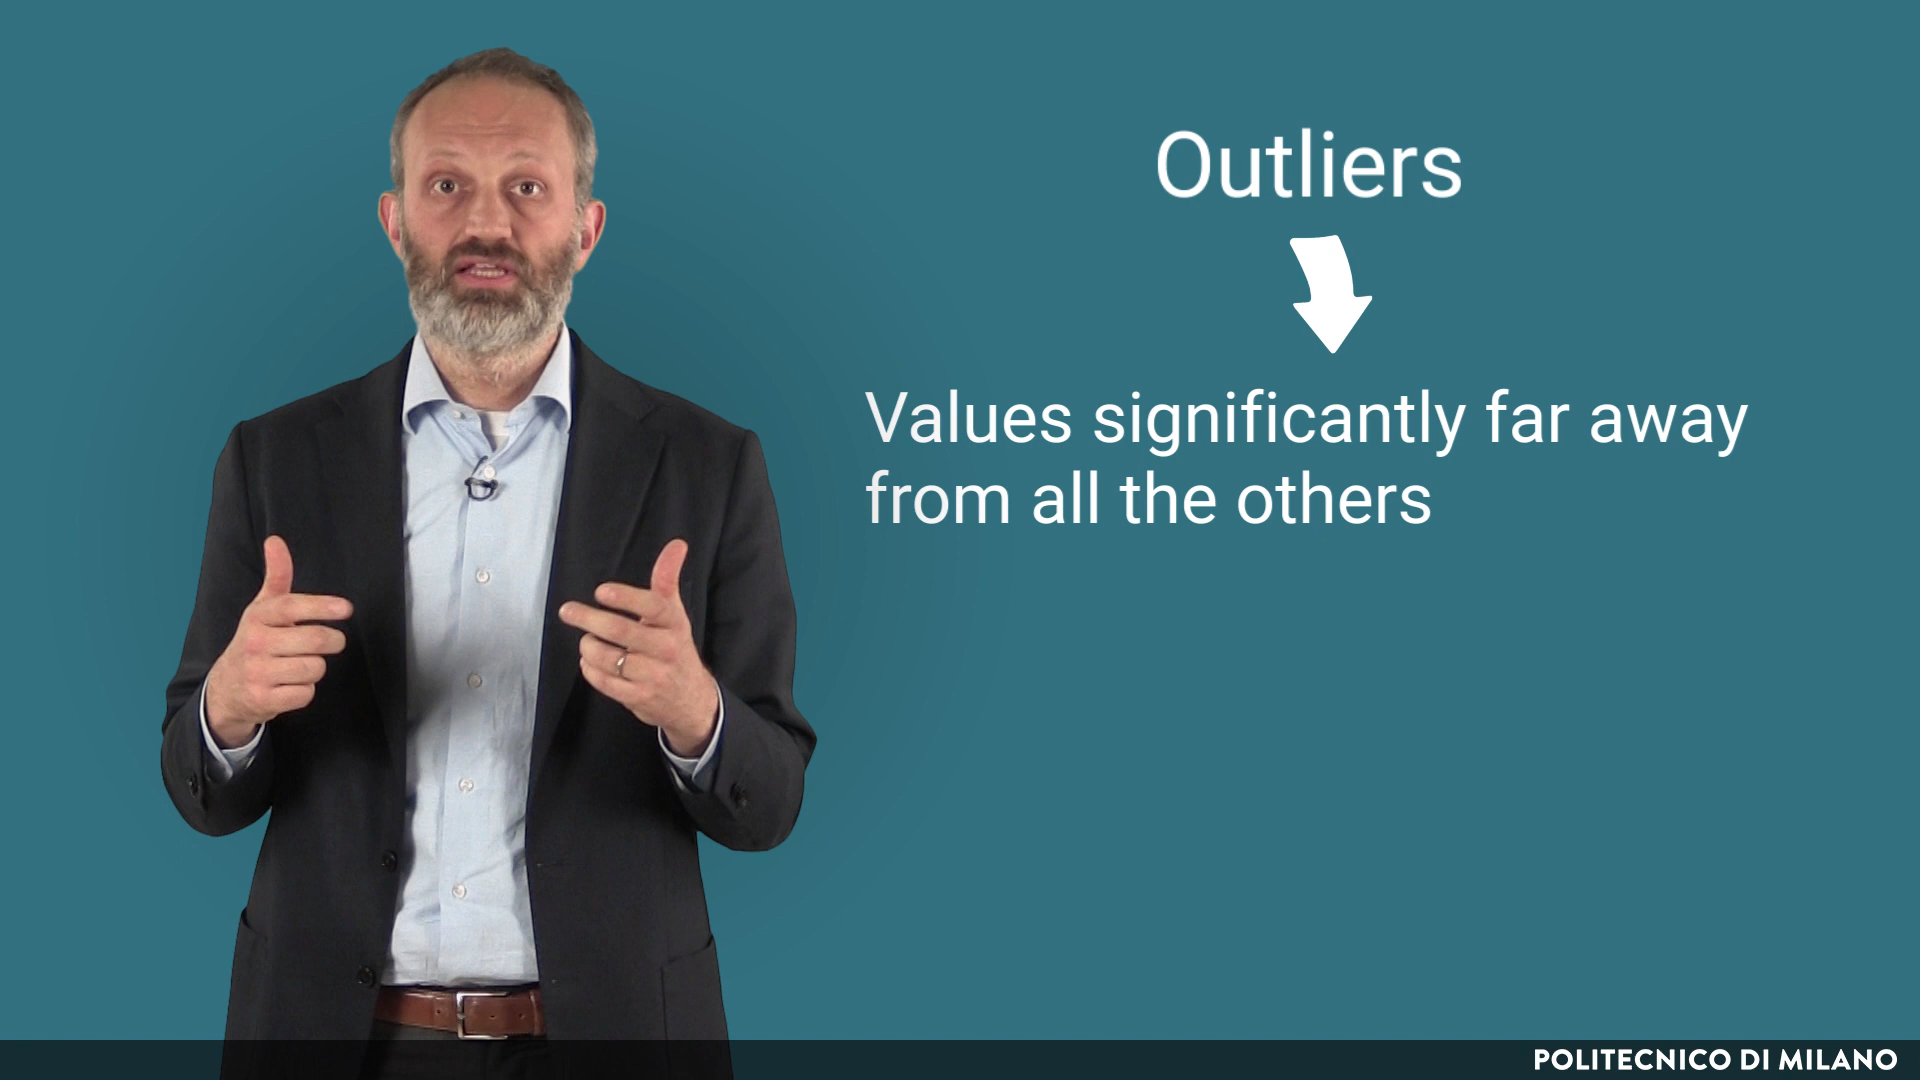 Outliers
Values significantly far away
from all the others
POLITECNICO DI MILANO